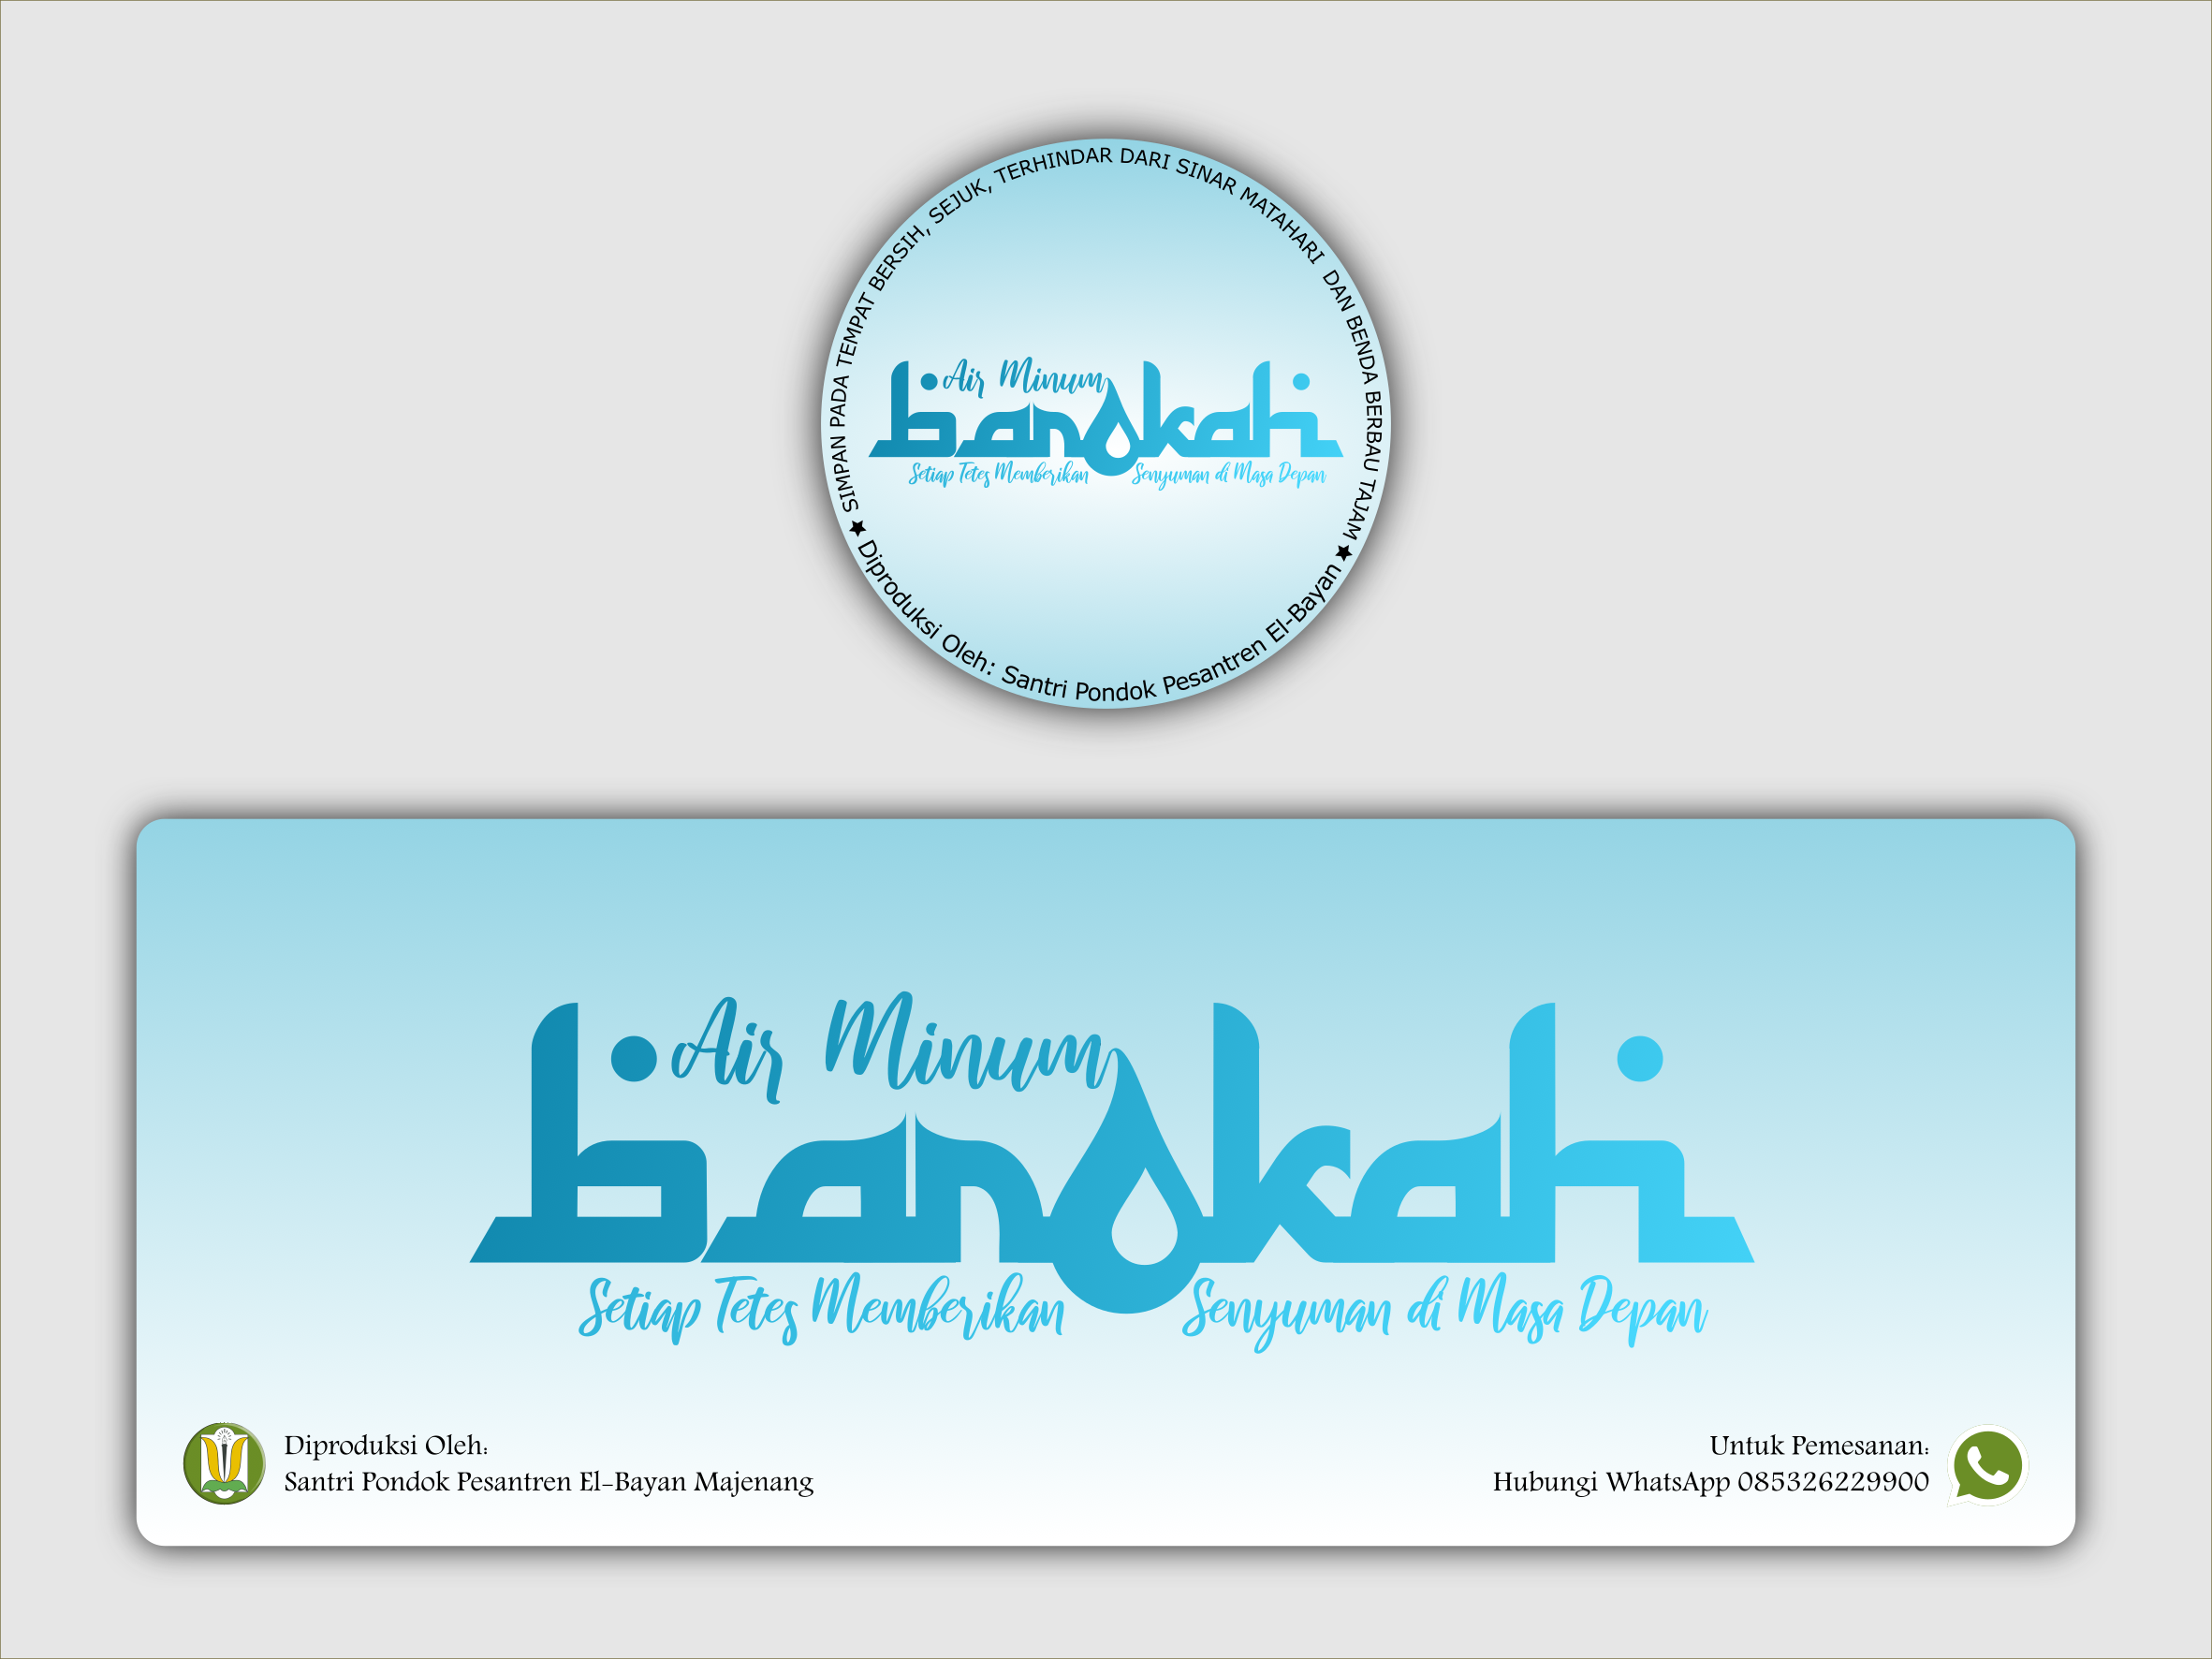 SIMPAN PADA TEMPAT BERSIH, SEJUK, TERHINDAR DARI SINAR MATAHARI DAN BENDA BERBAU TAJAM
Air Minum
barokah
Setiap Tetes Memberikan Senyuman di Masa Depan
★ Diproduksi Oleh: Santri Pondok Pesantren El-Bayan ★
Air Minum
barokah
Setiap Tetes Memberikan Senyuman di Masa Depan
Diproduksi Oleh:
Santri Pondok Pesantren El-Bayan Majenang
Untuk Pemesanan:
Hubungi WhatsApp 085326229900